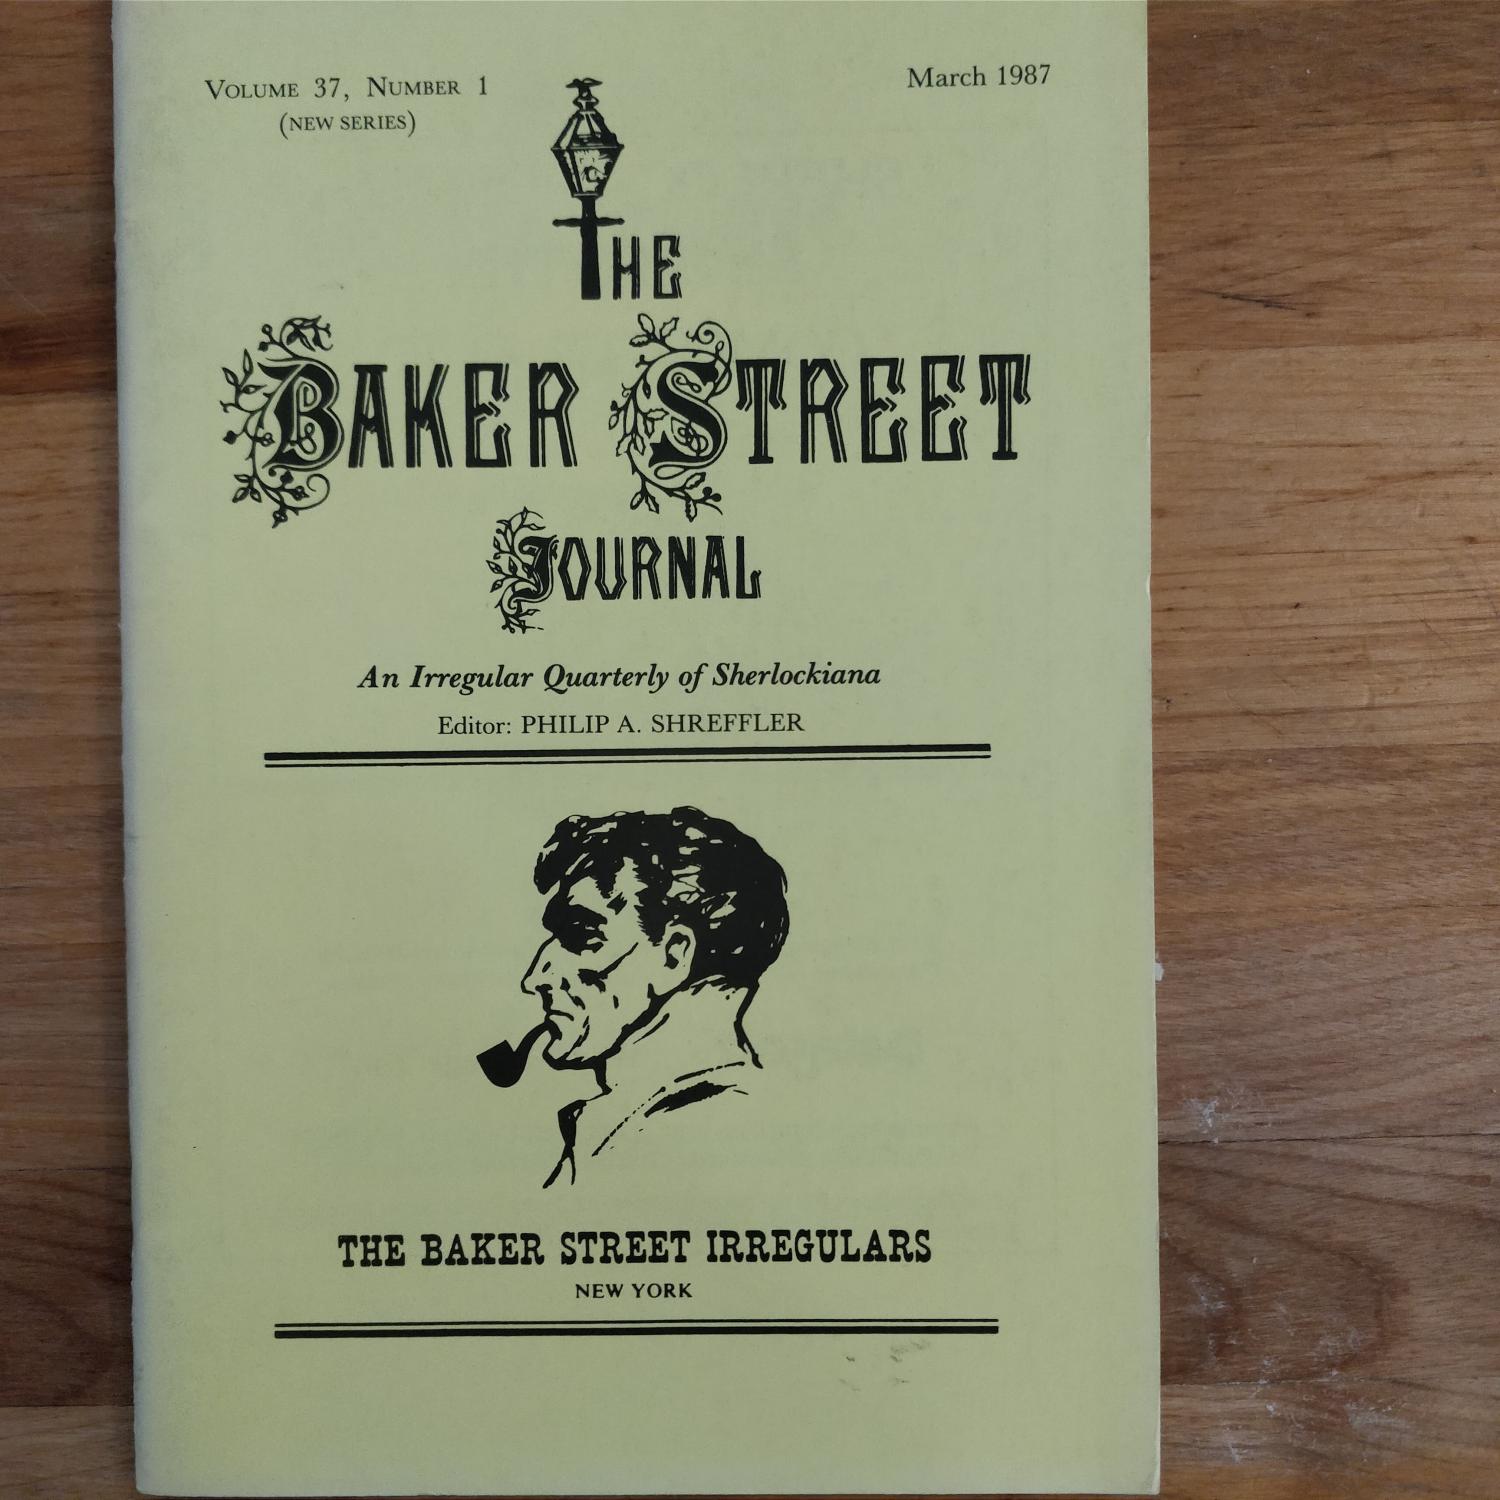 VOLUME 37, NUMBER 1
(NEW SERIES)
March 1987
THE
BAKER STREET
JOURNAL
An Irregular Quarterly of Sherlockiana
Editor: PHILIP A. SHREFFLER
THE BAKER STREET IRREGULARS
NEW YORK